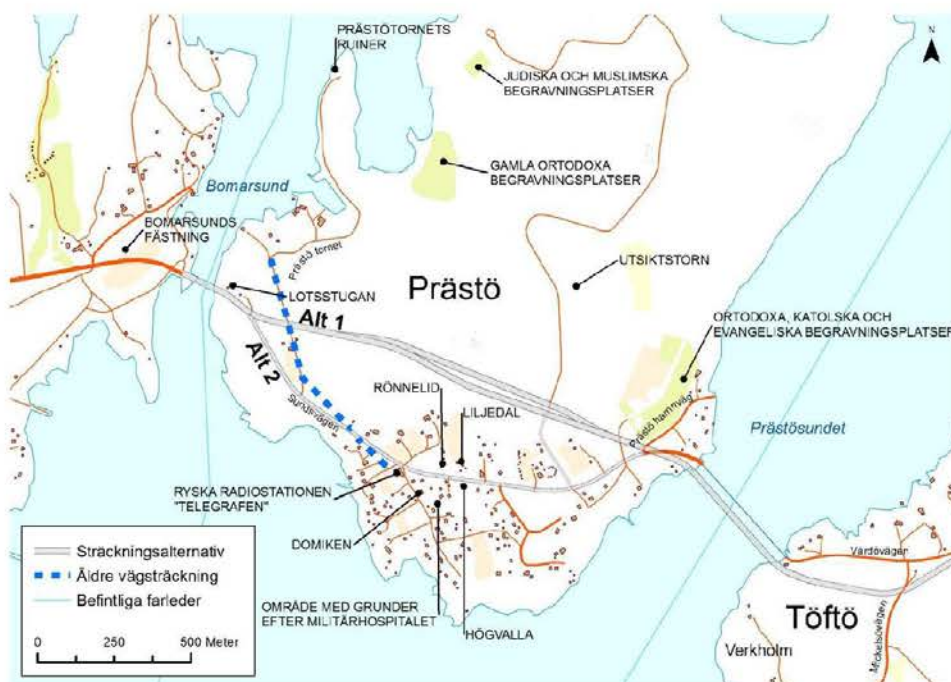 PRÄSTÖTORNETS
RUINER
N
JUDISKA OCH MUSLIMSKA
BEGRAVNINGSPLATSER
GAMLA ORTODOXA
BEGRAVNINGSPLATSER
Bomarsund
BOMARSUNDS
FÄSTNING
Prästö tornet
UTSIKTSTORN
Prästö
LOTSSTUGAN
Alt 1
ORTODOXA, KATOLSKA OCH
EVANGELISKA BEGRAVNINGSPLATSER
Alt 2
RÖNNELID
LILJEDAL
Sundsvägen
Prästö hamnväg
Prästösundet
RYSKA RADIOSTATIONEN
"TELEGRAFEN"
DOMIKEN
OMRÅDE MED GRUNDER
EFTER MILITÄRHOSPITALET
HÖGVALLA
Vårdövägen
Töftö
Mickelsövägen
Verkholm
Sträckningsalternativ
Äldre vägsträckning
Befintliga farleder
0 250 500 Meter